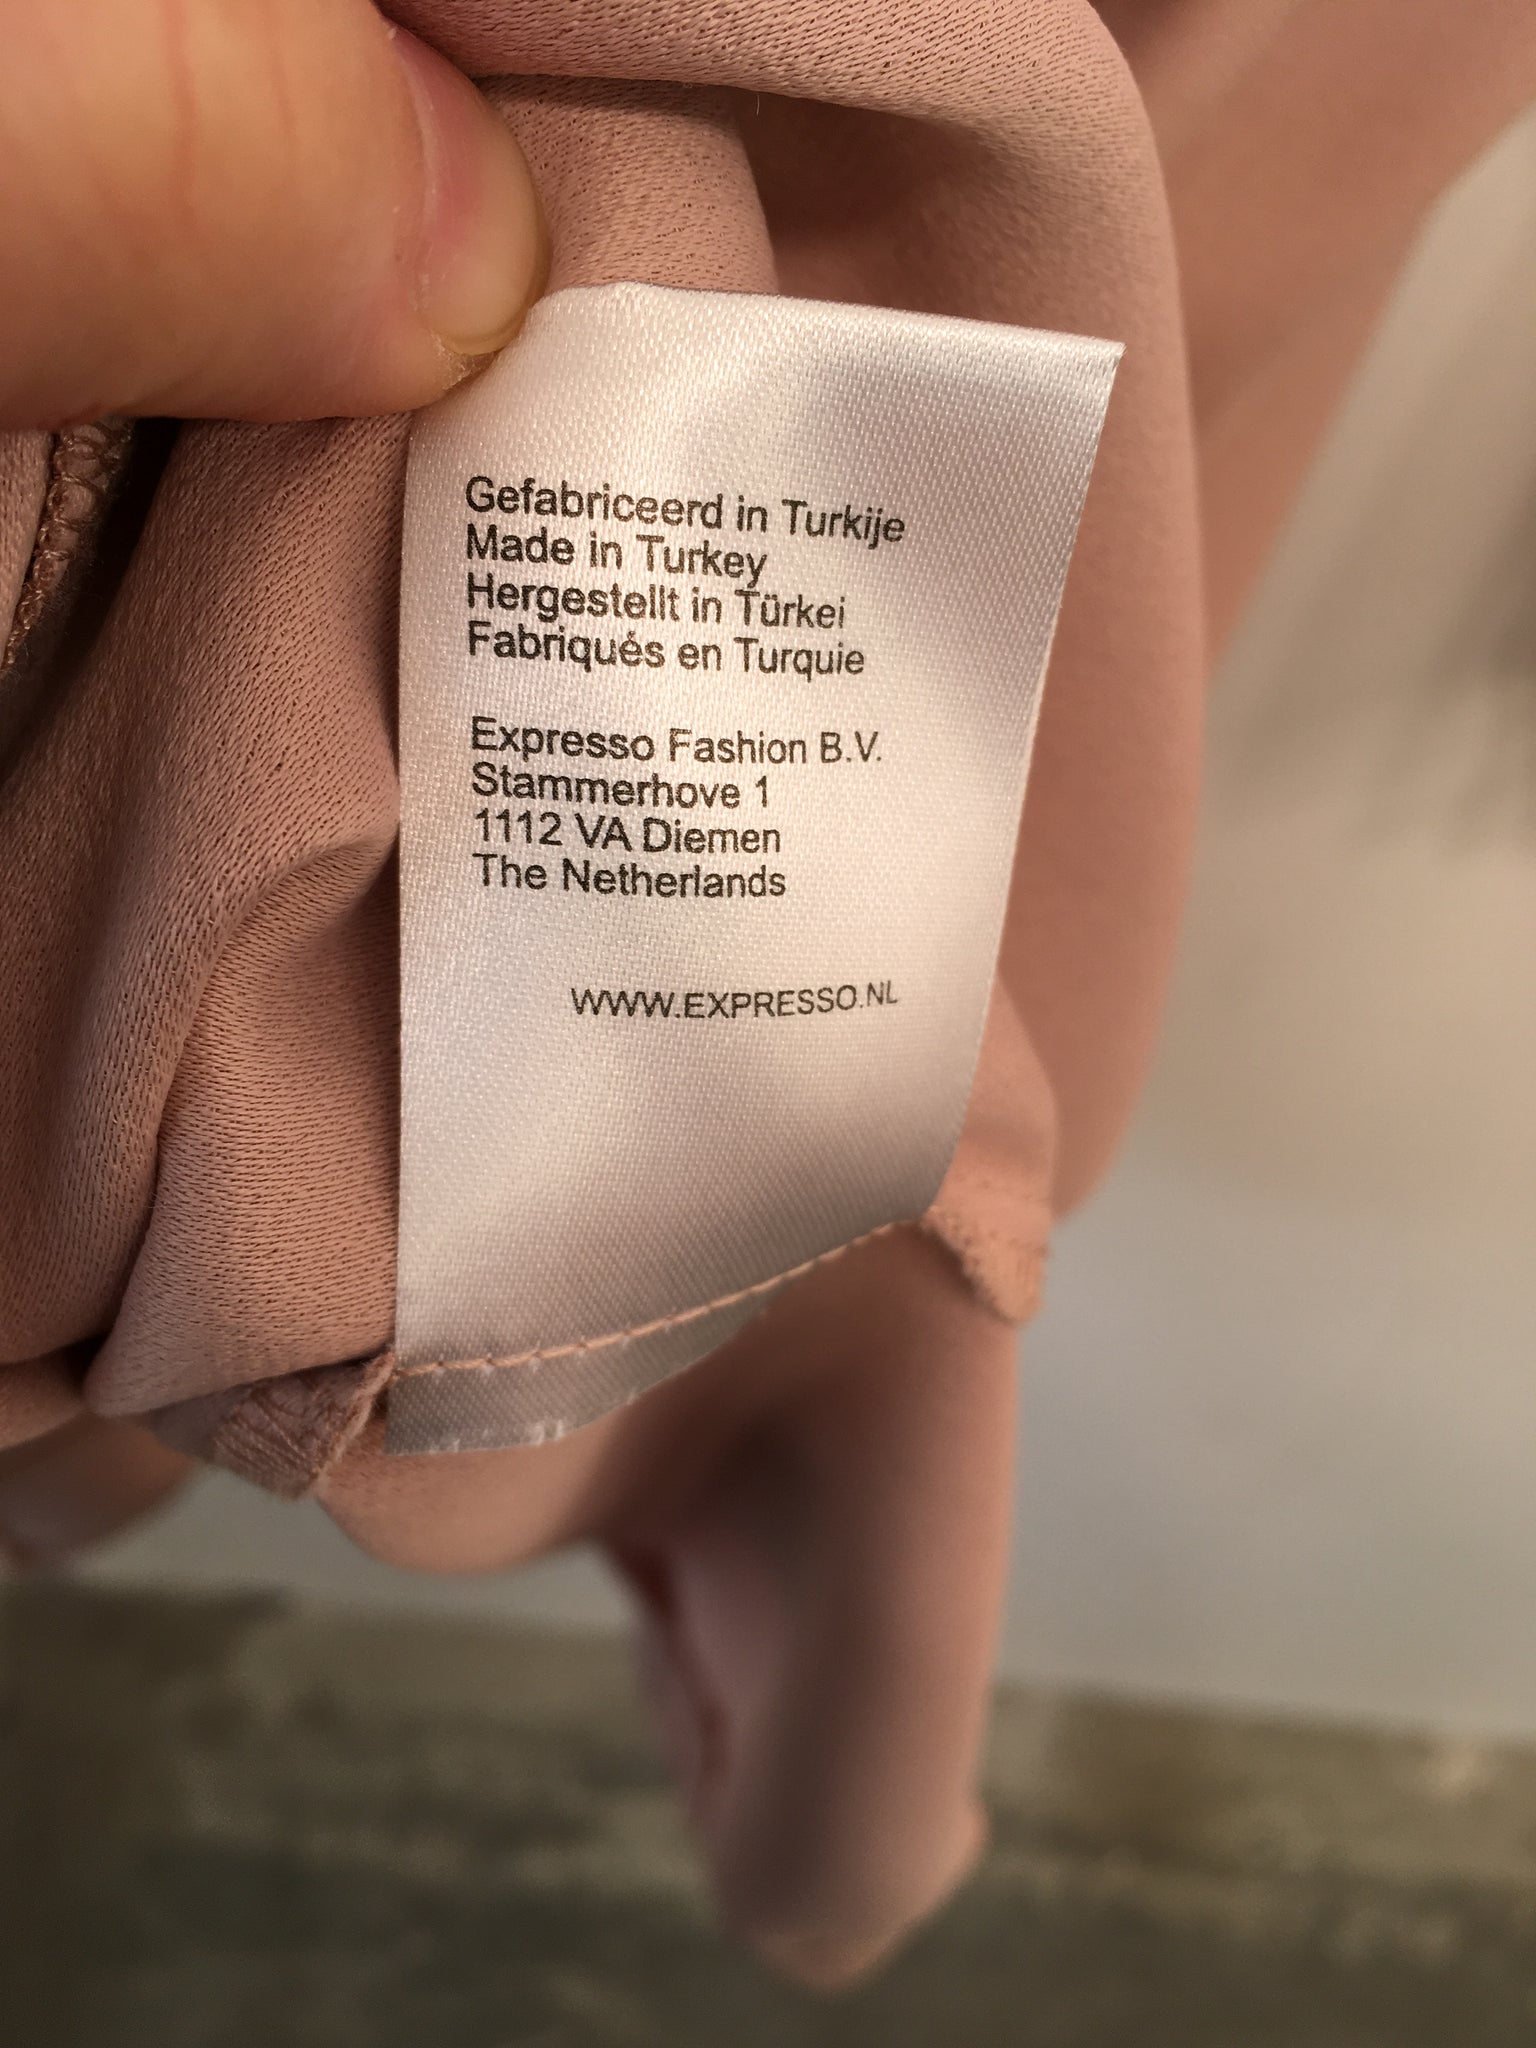 Gefabriceerd in Turkije
Made in Turkey
Hergestellt in Türkei
Fabriqués en Turquie
Expresso Fashion B.V.
Stammerhove 1
1112 VA Diemen
The Netherlands
WWW.EXPRESSO.NL